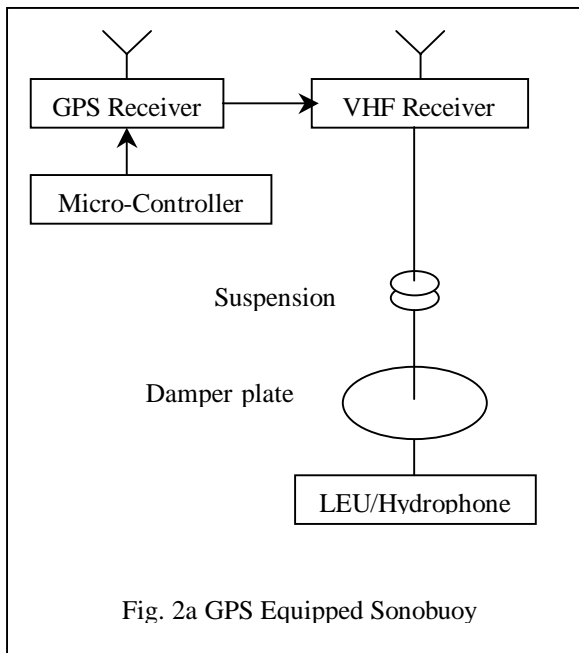 GPS Receiver
VHF Receiver
Micro-Controller
Suspension
Damper plate
LEU/Hydrophone
Fig. 2a GPS Equipped Sonobuoy